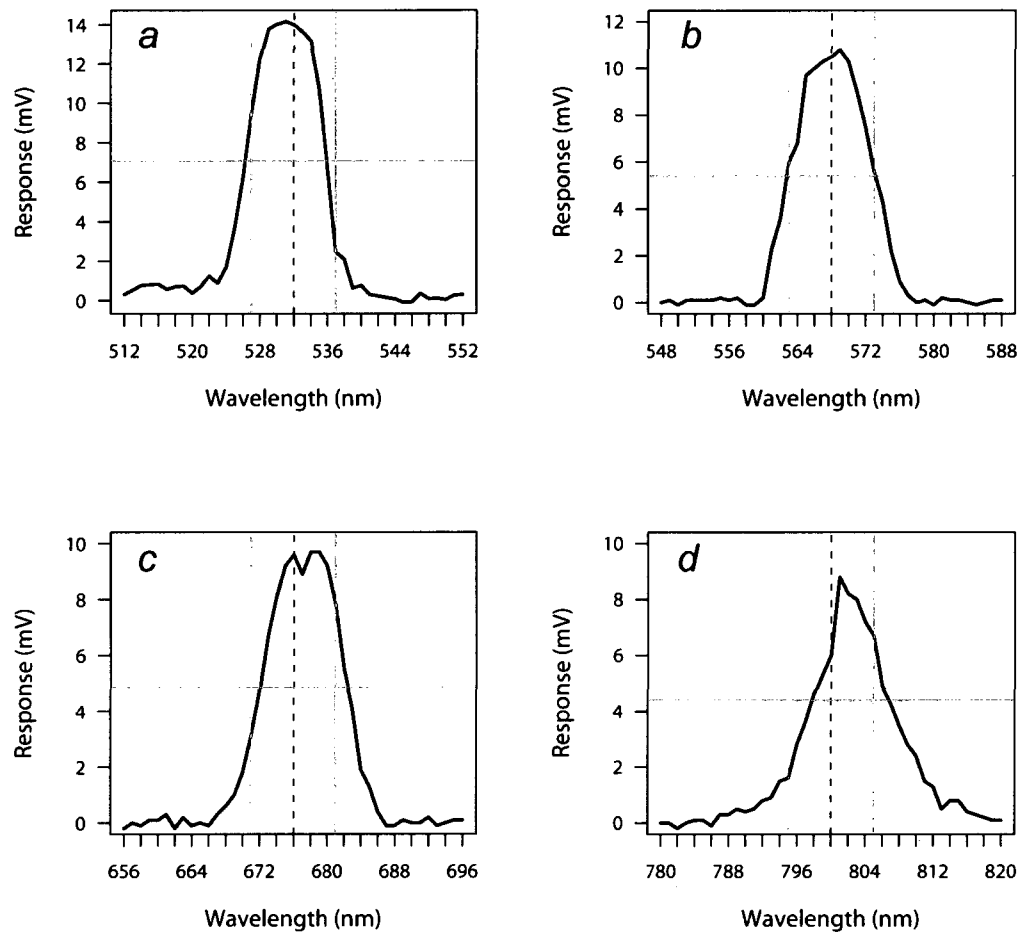 a
Response (mV)
14
12
10
8
6
4
2
0
512 520 528 536 544 552
Wavelength (nm)
b
Response (mV)
12
10
8
6
4
2
0
548 556 564 572 580 588
Wavelength (nm)
c
Response (mV)
10
8
6
4
2
0
656 664 672 680 688 696
Wavelength (nm)
d
Response (mV)
10
8
6
4
2
0
780 788 796 804 812 820
Wavelength (nm)